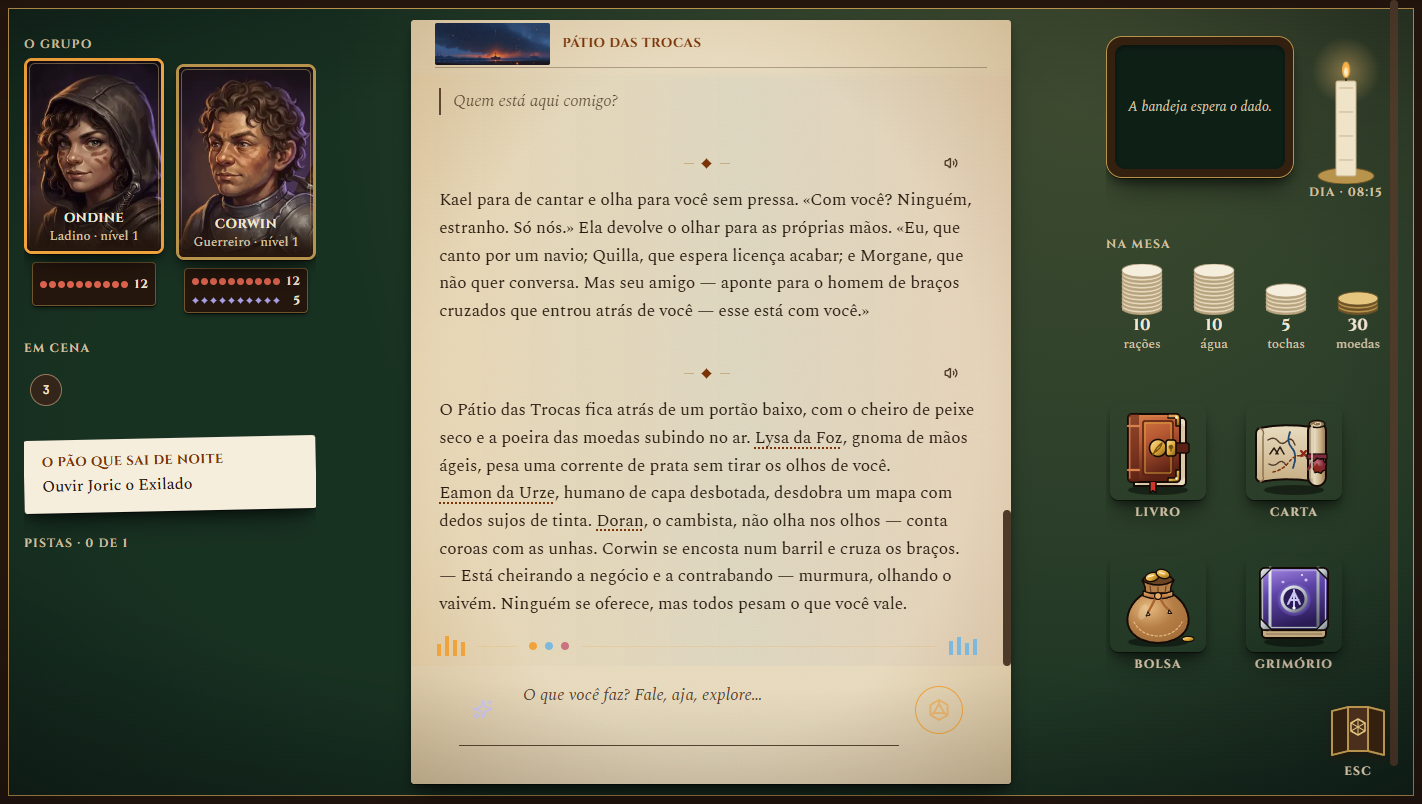 O GRUPO
ONDINE
Ladino · nível 1
12
CORWIN
Guerreiro · nível 1
12
5
EM CENA
3
O PÃO QUE SAI DE NOITE
Ouvir Joric o Exilado
PISTAS · 0 DE 1
PÁTIO DAS TROCAS
Quem está aqui comigo?
Kael para de cantar e olha para você sem pressa. «Com você? Ninguém,
estranho. Só nós.» Ela devolve o olhar para as próprias mãos. «Eu, que
canto por um navio; Quilla, que espera licença acabar; e Morgane, que
não quer conversa. Mas seu amigo — aponte para o homem de braços
cruzados que entrou atrás de você — esse está com você.»
O Pátio das Trocas fica atrás de um portão baixo, com o cheiro de peixe
seco e a poeira das moedas subindo no ar. Lysa da Foz, gnoma de mãos
ágeis, pesa uma corrente de prata sem tirar os olhos de você.
Eamon da Urze, humano de capa desbotada, desdobra um mapa com
dedos sujos de tinta. Doran, o cambista, não olha nos olhos — conta
coroas com as unhas. Corwin se encosta num barril e cruza os braços.
— Está cheirando a negócio e a contrabando — murmura, olhando o
vaivém. Ninguém se oferece, mas todos pesam o que você vale.
O que você faz? Fale, aja, explore...
A bandeja espera o dado.
DIA · 08:15
NA MESA
10
rações
10
água
5
tochas
30
moedas
LIVRO
CARTA
BOLSA
GRIMÓRIO
ESC